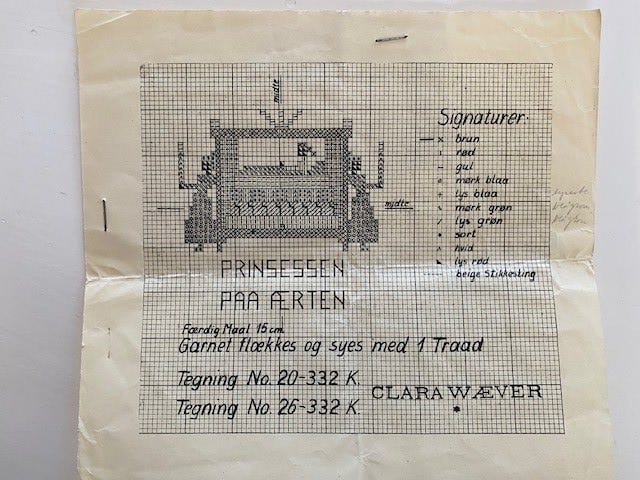 midte
Signaturer:
x brun
ı rød
– gul
mørk blaa
+ lys blaa
midte
mørk grøn
/ lys grøn
• sort
^ hvid
lys rød
beige Stikkesting
PRINSESSEN
PAA ÆRTEN
Færdig Maal 15 cm.
Garnet flækkes og syes med 1 Traad
Tegning No. 20-332 K.
Tegning No. 26-332 K.
CLARA WÆVER